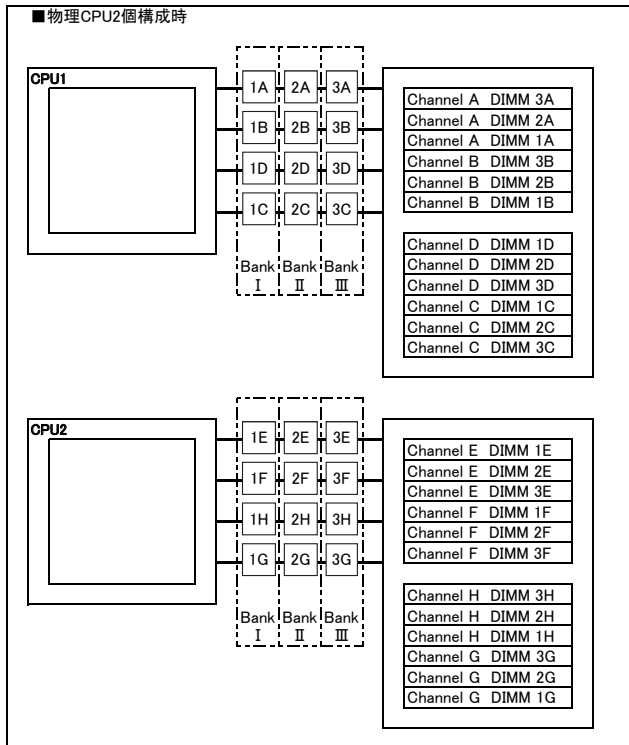 ■物理CPU2個構成時
CPU1
1A 2A 3A
1B 2B 3B
1D 2D 3D
1C 2C 3C
Bank Bank Bank
Ⅰ Ⅱ Ⅲ
Channel A DIMM 3A
Channel A DIMM 2A
Channel A DIMM 1A
Channel B DIMM 3B
Channel B DIMM 2B
Channel B DIMM 1B
Channel D DIMM 1D
Channel D DIMM 2D
Channel D DIMM 3D
Channel C DIMM 1C
Channel C DIMM 2C
Channel C DIMM 3C
CPU2
1E 2E 3E
1F 2F 3F
1H 2H 3H
1G 2G 3G
Bank Bank Bank
Ⅰ Ⅱ Ⅲ
Channel E DIMM 1E
Channel E DIMM 2E
Channel E DIMM 3E
Channel F DIMM 1F
Channel F DIMM 2F
Channel F DIMM 3F
Channel H DIMM 3H
Channel H DIMM 2H
Channel H DIMM 1H
Channel G DIMM 3G
Channel G DIMM 2G
Channel G DIMM 1G